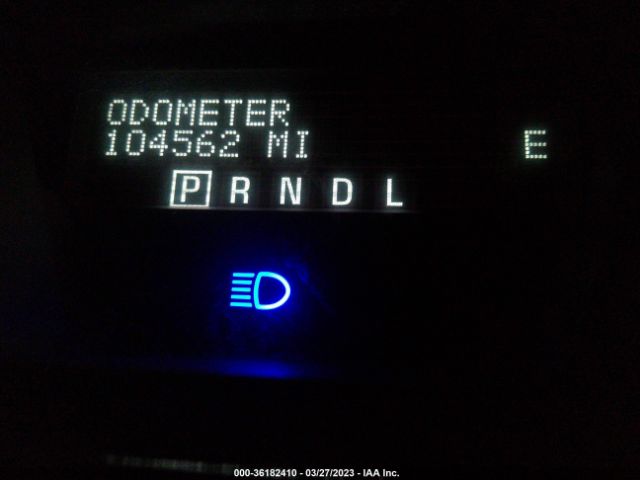 ODOMETER
104562 MI E
P R N D L
000-36182410 - 03/27/2023 - IAA Inc.